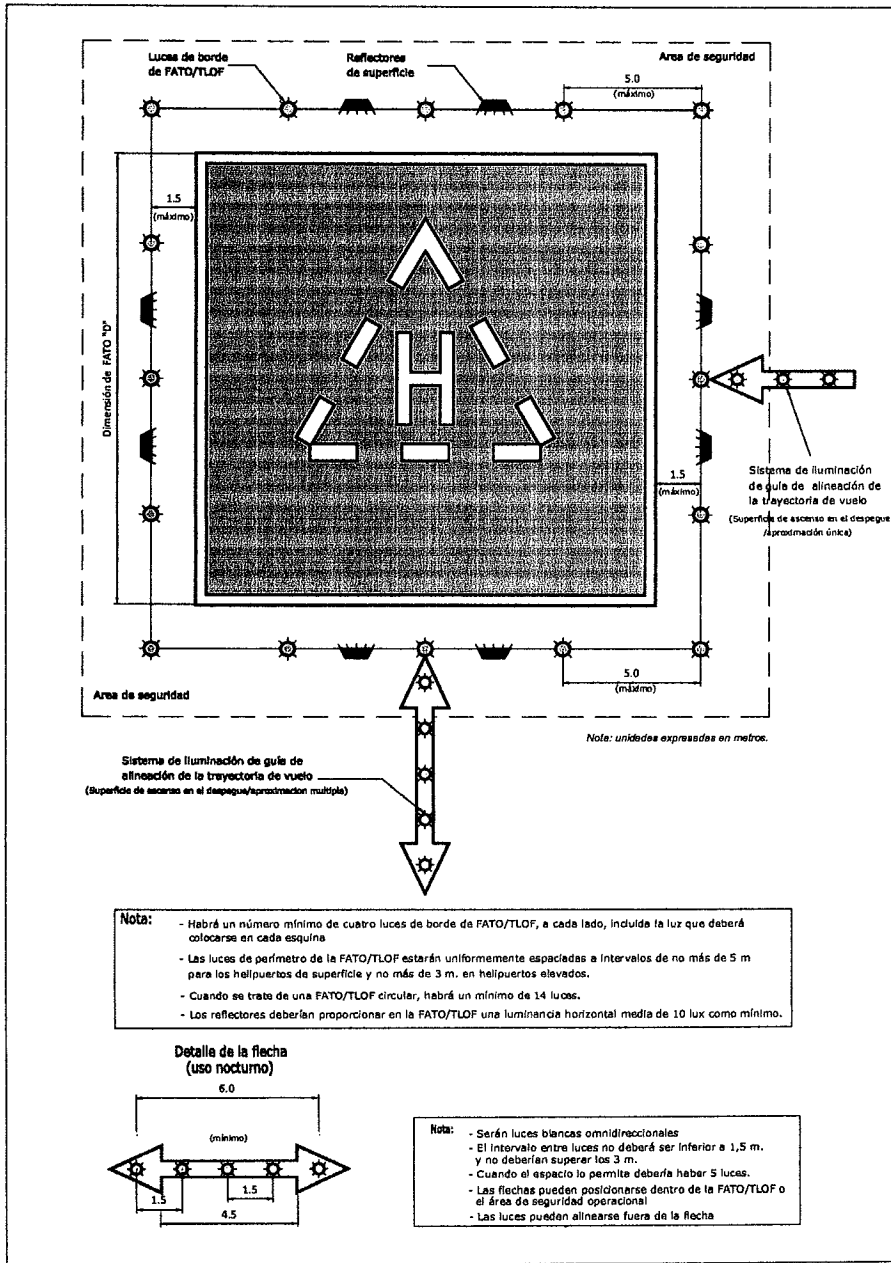 Luces de borde
de FATO/TLOF
Reflectores
de superficie
Area de seguridad
5.0
(máximo)
1.5
(máximo)
Dimensión de FATO "D"
H
1.5
(máximo)
Sistema de iluminación
de guía de alineación de
la trayectoria de vuelo
(Superficie de ascenso en el despegue
/aproximación única)
5.0
(máximo)
Area de seguridad
Nota: unidades expresadas en metros.
Sistema de iluminación de guía de
alineación de la trayectoria de vuelo
(Superficie de ascenso en el despegue/aproximacion multiple)
Nota:
- Habrá un número mínimo de cuatro luces de borde de FATO/TLOF, a cada lado, incluida la luz que deberá
colocarse en cada esquina
- Las luces de perímetro de la FATO/TLOF estarán uniformemente espaciadas a intervalos de no más de 5 m
para los helipuertos de superficie y no más de 3 m. en helipuertos elevados.
- Cuando se trate de una FATO/TLOF circular, habrá un mínimo de 14 luces.
- Los reflectores deberían proporcionar en la FATO/TLOF una luminancia horizontal media de 10 lux como mínimo.
Detalle de la flecha
(uso nocturno)
6.0
(mínimo)
1.5
1.5
4.5
Nota:
- Serán luces blancas omnidireccionales
- El intervalo entre luces no deberá ser inferior a 1,5 m.
y no deberían superar los 3 m.
- Cuando el espacio lo permita debería haber 5 luces.
- Las flechas pueden posicionarse dentro de la FATO/TLOF o
el área de seguridad operacional
- Las luces pueden alinearse fuera de la flecha